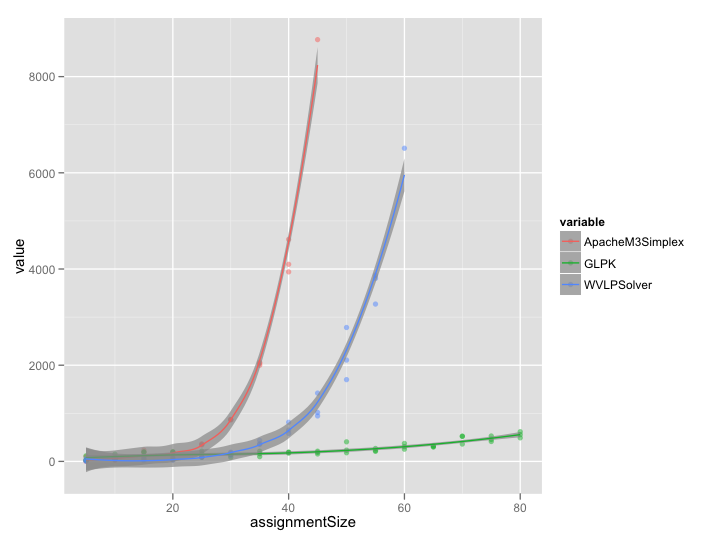 8000
6000
4000
2000
0
value
20
40
60
80
assignmentSize
variable
ApacheM3Simplex
GLPK
WVLPSolver